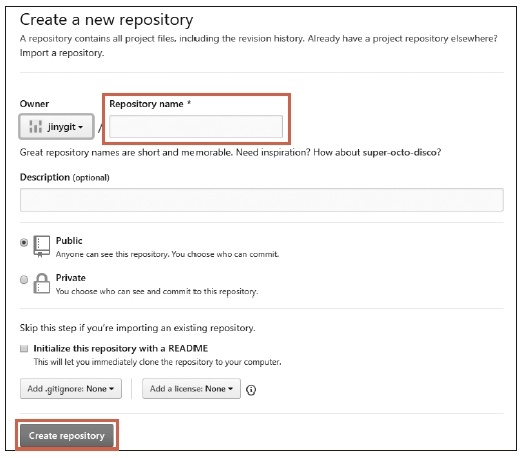 Create a new repository
A repository contains all project files, including the revision history. Already have a project repository elsewhere?
Import a repository.
Owner
Repository name *
jinygit
/
Great repository names are short and memorable. Need inspiration? How about super-octo-disco?
Description (optional)
Public
Anyone can see this repository. You choose who can commit.
Private
You choose who can see and commit to this repository.
Skip this step if you're importing an existing repository.
Initialize this repository with a README
This will let you immediately clone the repository to your computer.
Add .gitignore: None Add a license: None
Create repository